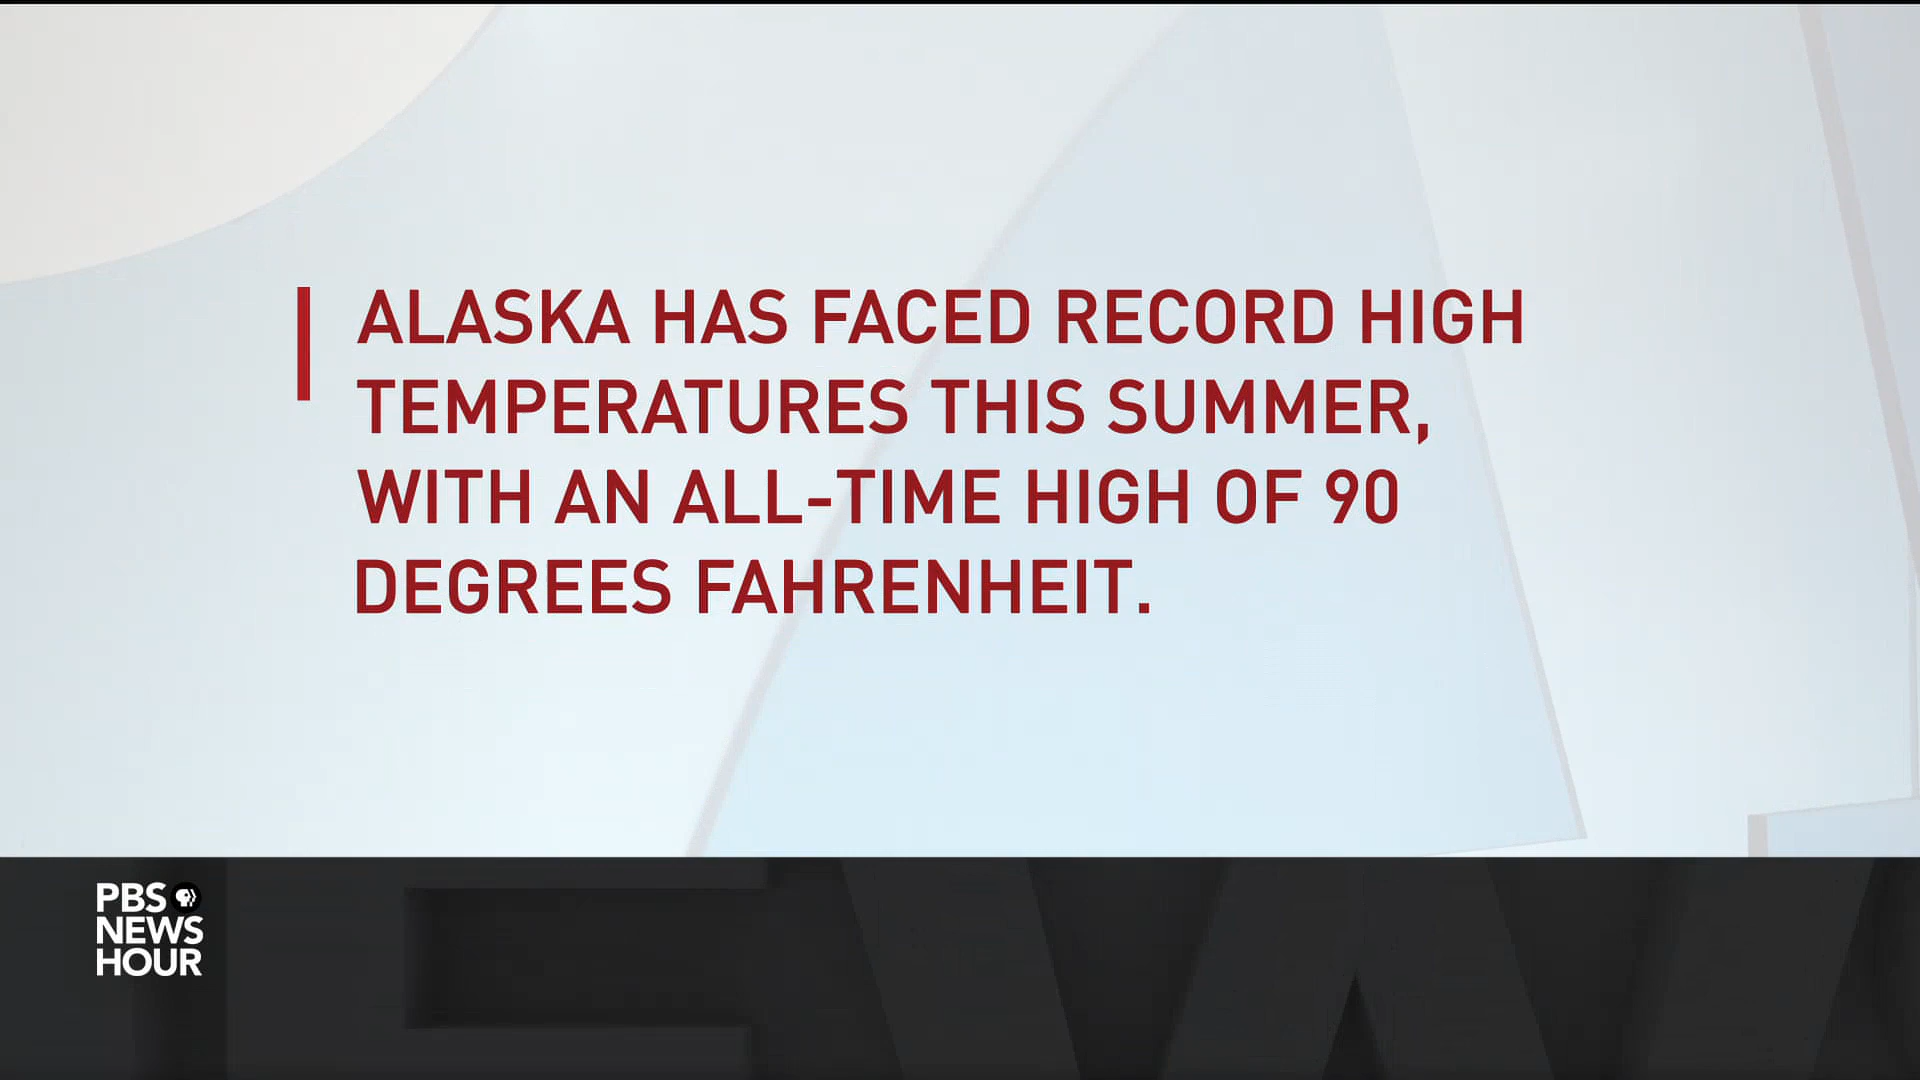 ALASKA HAS FACED RECORD HIGH
TEMPERATURES THIS SUMMER,
WITH AN ALL-TIME HIGH OF 90
DEGREES FAHRENHEIT.
PBS
NEWS
HOUR